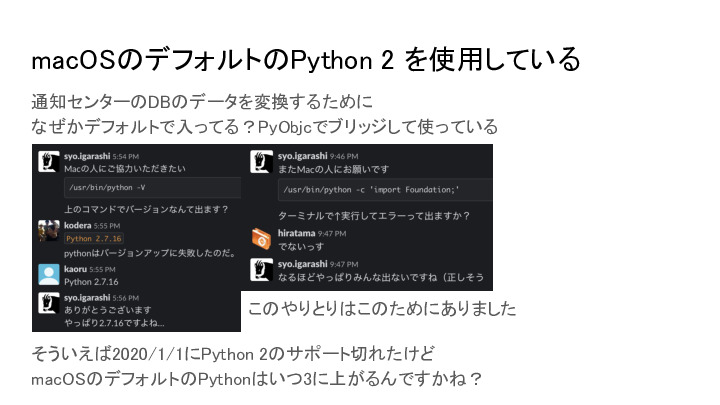 macOSのデフォルトのPython 2 を使用している
通知センターのDBのデータを変換するために
なぜかデフォルトで入ってる？PyObjcでブリッジして使っている
syo.igarashi 5:54 PM
Macの人にご協力いただきたい
/usr/bin/python -V
上のコマンドでバージョンなんて出ます？
kodera 5:55 PM
Python 2.7.16
pythonはバージョンアップに失敗したのだ。
kaoru 5:55 PM
Python 2.7.16
syo.igarashi 5:56 PM
ありがとうございます
やっぱり2.7.16ですよね...
syo.igarashi 9:46 PM
またMacの人にお願いです
/usr/bin/python -c 'import Foundation;'
ターミナルで↑実行してエラーって出ますか？
hiratama 9:47 PM
でないっす
syo.igarashi 9:47 PM
なるほどやっぱりみんな出ないですね（正しそう
このやりとりはこのためにありました
そういえば2020/1/1にPython 2のサポート切れたけど
macOSのデフォルトのPythonはいつ3に上がるんですかね？